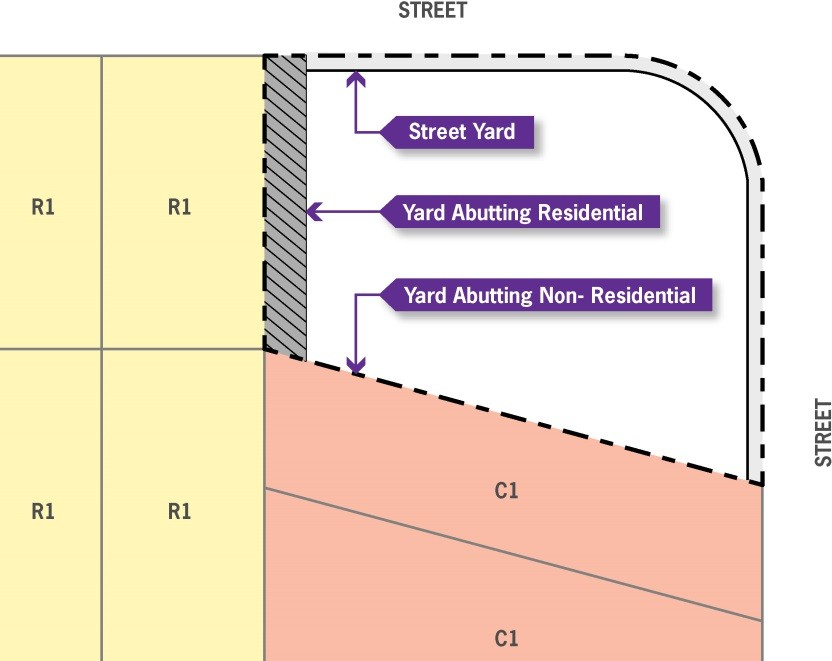 STREET
Street Yard
R1
R1
Yard Abutting Residential
Yard Abutting Non- Residential
STREET
C1
R1
R1
C1